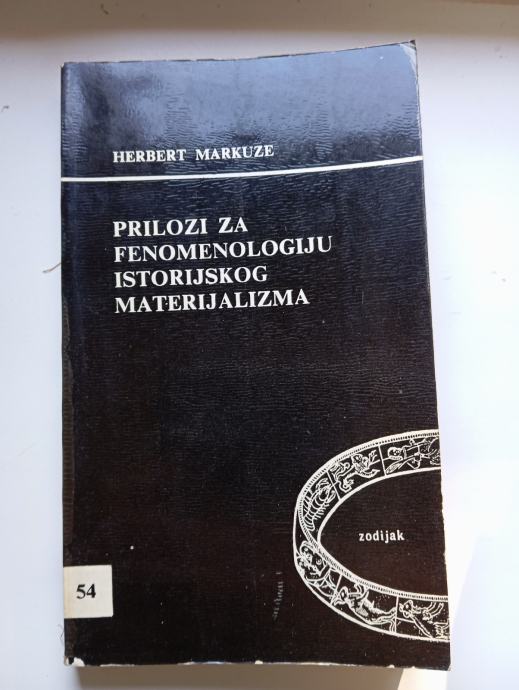 HERBERT MARKUZE
PRILOZI ZA
FENOMENOLOGIJU
ISTORIJSKOG
MATERIJALIZMA
zodijak
54